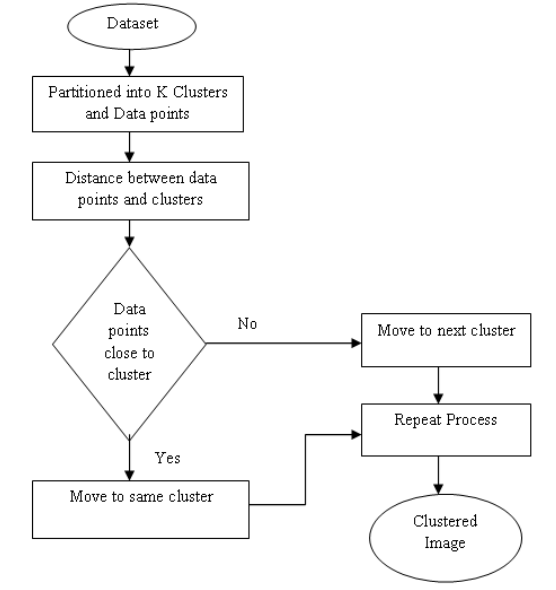 Dataset
Partitioned into K Clusters
and Data points
Distance between data
points and clusters
Data
points
close to
cluster
No
Move to next cluster
Repeat Process
Yes
Move to same cluster
Clustered
Image